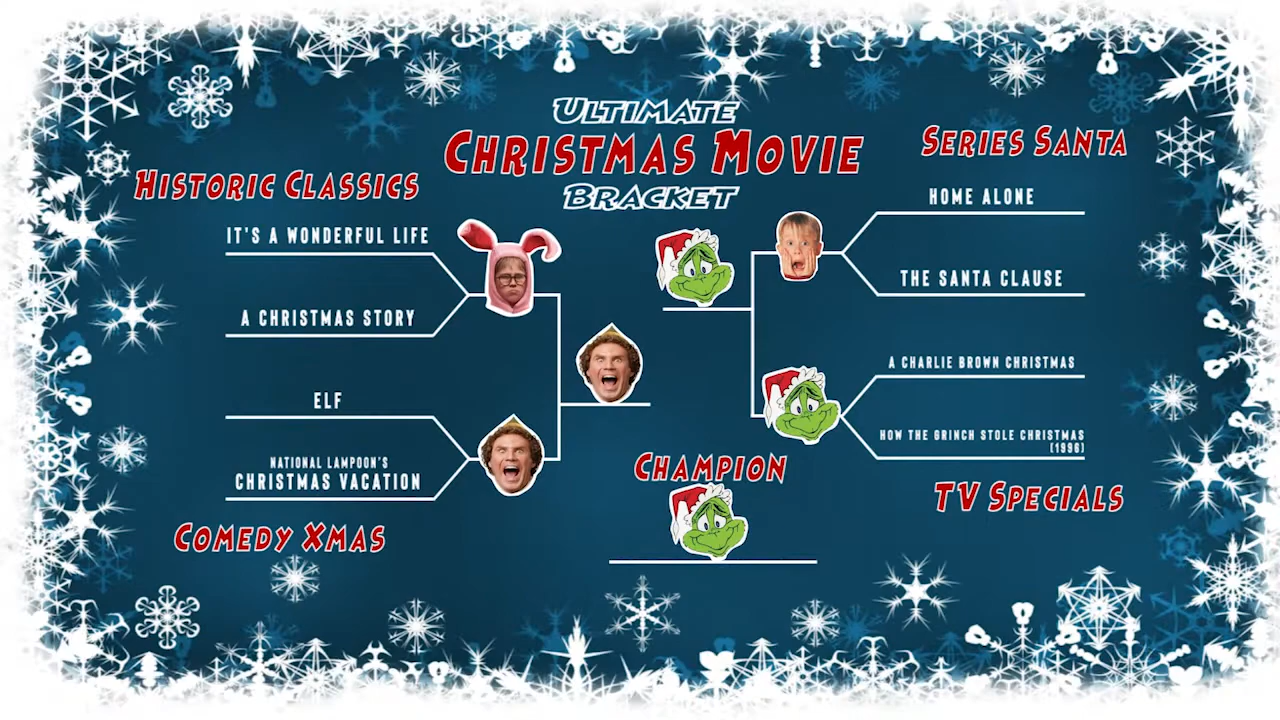 ULTIMATE
CHRISTMAS MOVIE
BRACKET
HISTORIC CLASSICS
IT'S A WONDERFUL LIFE
A CHRISTMAS STORY
ELF
NATIONAL LAMPOON'S
CHRISTMAS VACATION
COMEDY XMAS
SERIES SANTA
HOME ALONE
THE SANTA CLAUSE
A CHARLIE BROWN CHRISTMAS
HOW THE GRINCH STOLE CHRISTMAS
(1996)
TV SPECIALS
CHAMPION